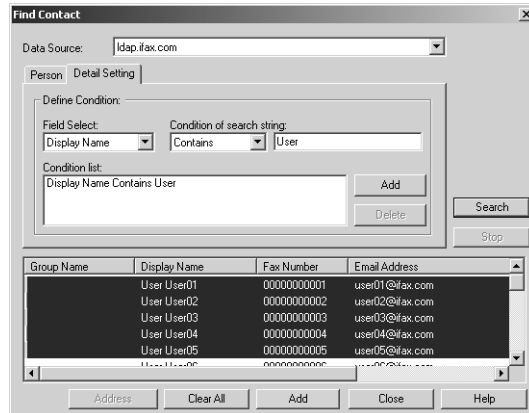 Find Contact
Data Source: ldap.ifax.com
Person Detail Setting
Define Condition:
Field Select: Condition of search string:
Display Name Contains User
Condition list:
Display Name Contains User
Add
Delete
Search
Stop
Group Name Display Name Fax Number Email Address
User User01 00000000001 user01@ifax.com
User User02 00000000002 user02@ifax.com
User User03 00000000003 user03@ifax.com
User User04 00000000004 user04@ifax.com
User User05 00000000005 user05@ifax.com
Address Clear All Add Close Help